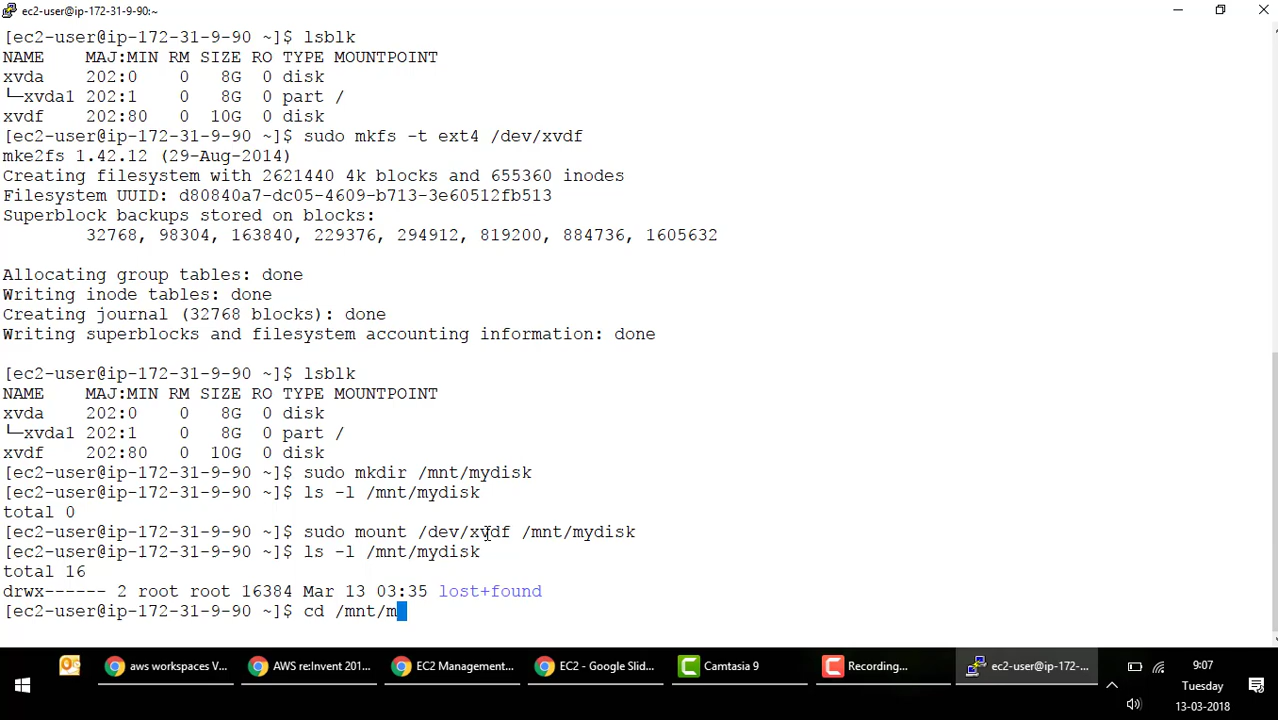 ec2-user@ip-172-31-9-90:~
[ec2-user@ip-172-31-9-90 ~]$ lsblk
NAME    MAJ:MIN RM SIZE RO TYPE MOUNTPOINT
xvda    202:0    0   8G  0 disk
└─xvda1 202:1    0   8G  0 part /
xvdf    202:80   0  10G  0 disk
[ec2-user@ip-172-31-9-90 ~]$ sudo mkfs -t ext4 /dev/xvdf
mke2fs 1.42.12 (29-Aug-2014)
Creating filesystem with 2621440 4k blocks and 655360 inodes
Filesystem UUID: d80840a7-dc05-4609-b713-3e60512fb513
Superblock backups stored on blocks:
        32768, 98304, 163840, 229376, 294912, 819200, 884736, 1605632
Allocating group tables: done
Writing inode tables: done
Creating journal (32768 blocks): done
Writing superblocks and filesystem accounting information: done
[ec2-user@ip-172-31-9-90 ~]$ lsblk
NAME    MAJ:MIN RM SIZE RO TYPE MOUNTPOINT
xvda    202:0    0   8G  0 disk
└─xvda1 202:1    0   8G  0 part /
xvdf    202:80   0  10G  0 disk
[ec2-user@ip-172-31-9-90 ~]$ sudo mkdir /mnt/mydisk
[ec2-user@ip-172-31-9-90 ~]$ ls -l /mnt/mydisk
total 0
[ec2-user@ip-172-31-9-90 ~]$ sudo mount /dev/xvdf /mnt/mydisk
[ec2-user@ip-172-31-9-90 ~]$ ls -l /mnt/mydisk
total 16
drwx------ 2 root root 16384 Mar 13 03:35 lost+found
[ec2-user@ip-172-31-9-90 ~]$ cd /mnt/m
aws workspaces V... AWS re:Invent 201... EC2 Management... EC2 - Google Slid... Camtasia 9 Recording... ec2-user@ip-172-...
9:07
Tuesday
13-03-2018